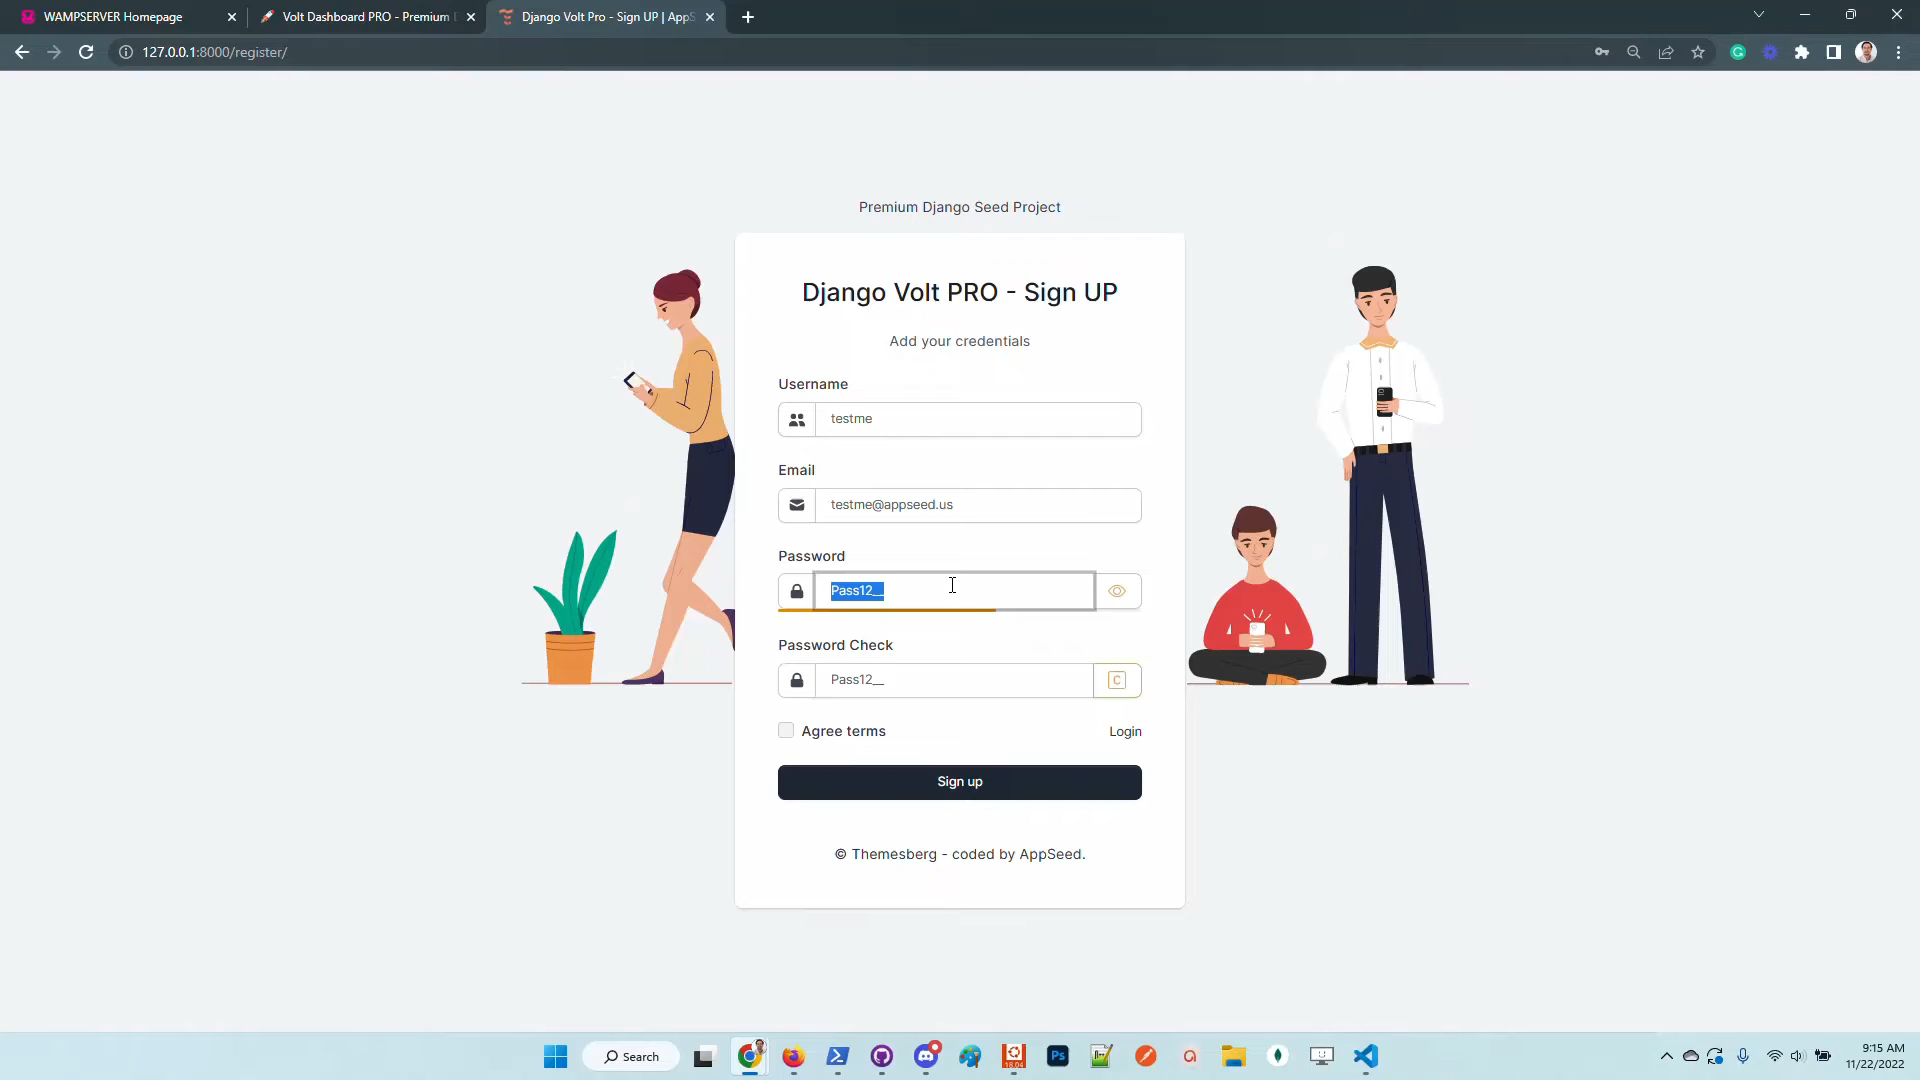 WAMPSERVER Homepage
Volt Dashboard PRO - Premium
Django Volt Pro - Sign UP | AppS
127.0.0.1:8000/register/
Premium Django Seed Project
Django Volt PRO - Sign UP
Add your credentials
Username
testme
Email
testme@appseed.us
Password
Pass12__
Password Check
Pass12__
C
Agree terms
Login
Sign up
© Themesberg - coded by AppSeed.
Search
Ps
18.04
9:15 AM
11/22/2022